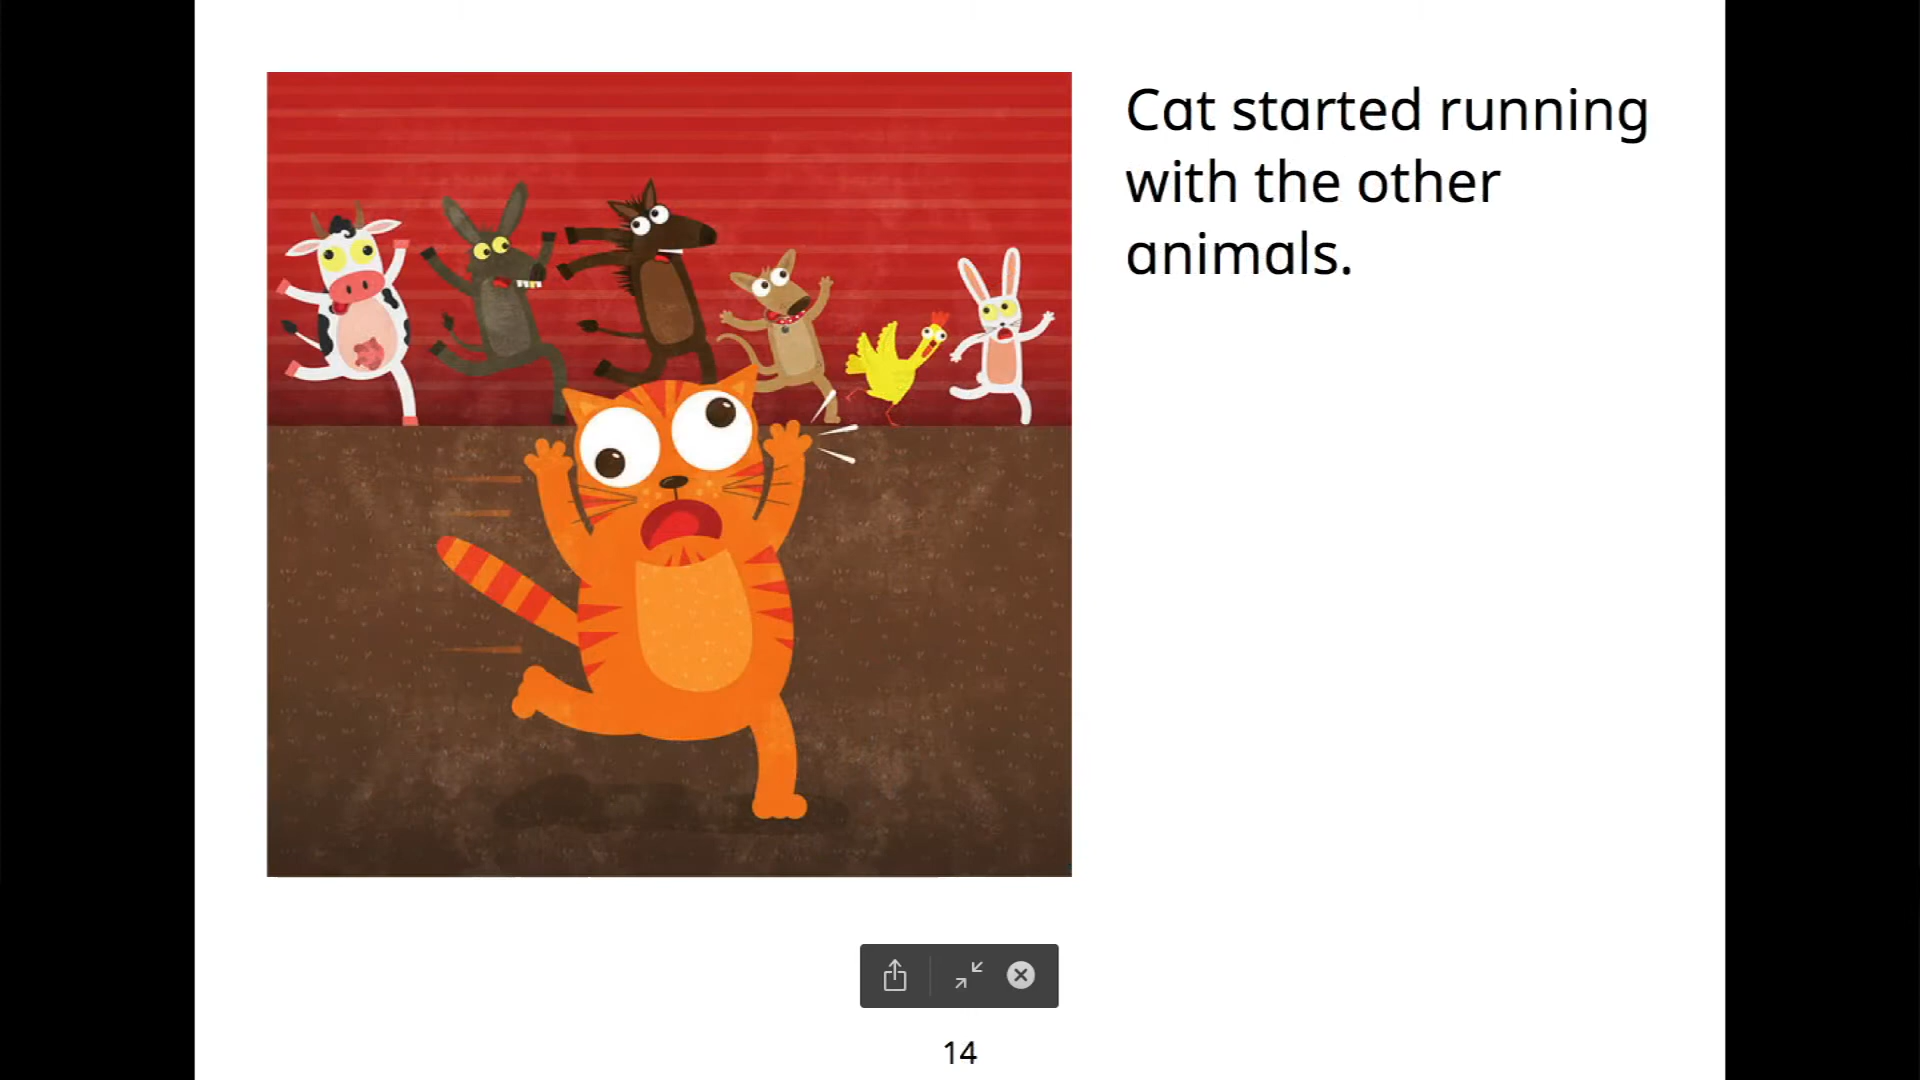 Cat started running
with the other
animals.
14